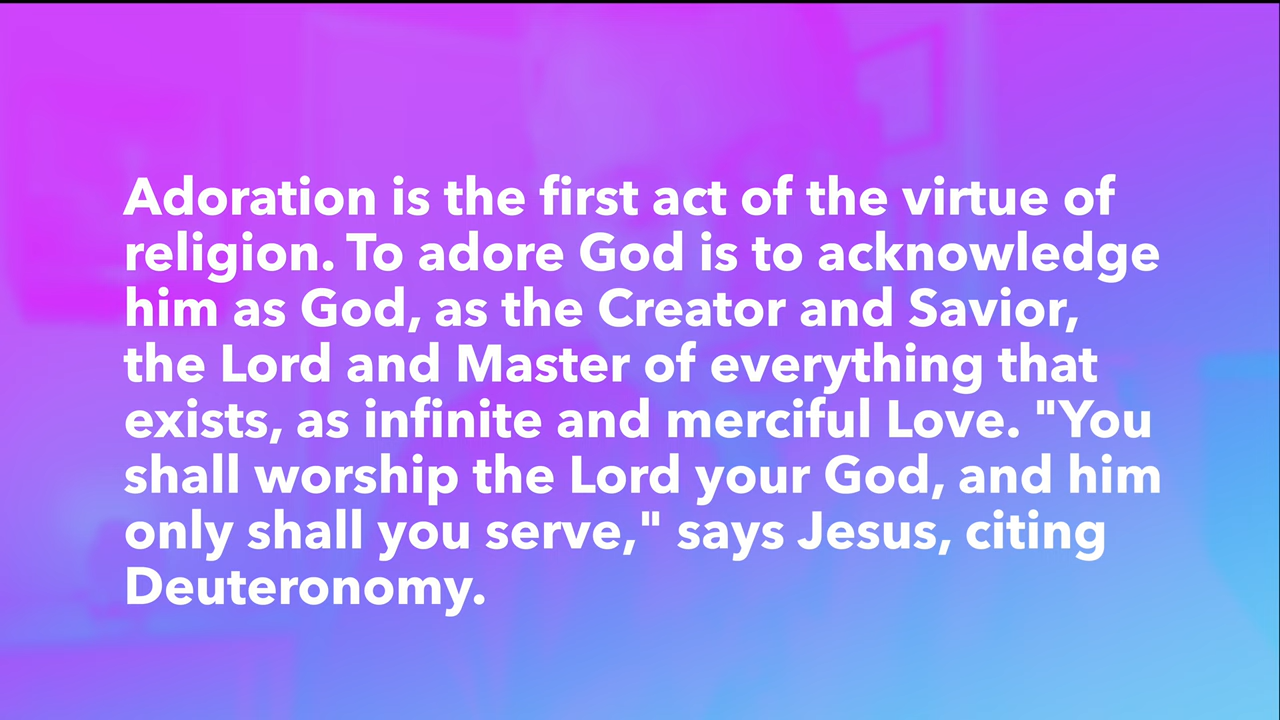 Adoration is the first act of the virtue of
religion. To adore God is to acknowledge
him as God, as the Creator and Savior,
the Lord and Master of everything that
exists, as infinite and merciful Love. "You
shall worship the Lord your God, and him
only shall you serve," says Jesus, citing
Deuteronomy.